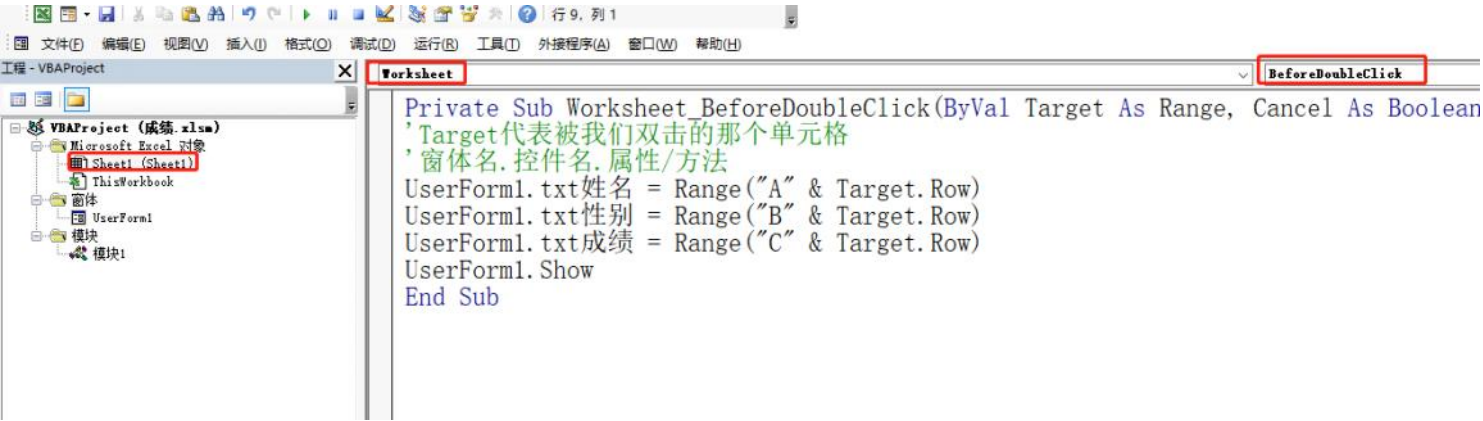 行 9, 列 1
文件(F) 编辑(E) 视图(V) 插入(I) 格式(O) 调试(D) 运行(R) 工具(T) 外接程序(A) 窗口(W) 帮助(H)
工程 - VBAProject
Worksheet
BeforeDoubleClick
VBAProject (成绩.xlsm)
Microsoft Excel 对象
Sheet1 (Sheet1)
ThisWorkbook
窗体
UserForm1
模块
模块1
Private Sub Worksheet_BeforeDoubleClick(ByVal Target As Range, Cancel As Boolean
'Target代表被我们双击的那个单元格
'窗体名.控件名.属性/方法
UserForm1.txt姓名 = Range("A" & Target.Row)
UserForm1.txt性别 = Range("B" & Target.Row)
UserForm1.txt成绩 = Range("C" & Target.Row)
UserForm1.Show
End Sub